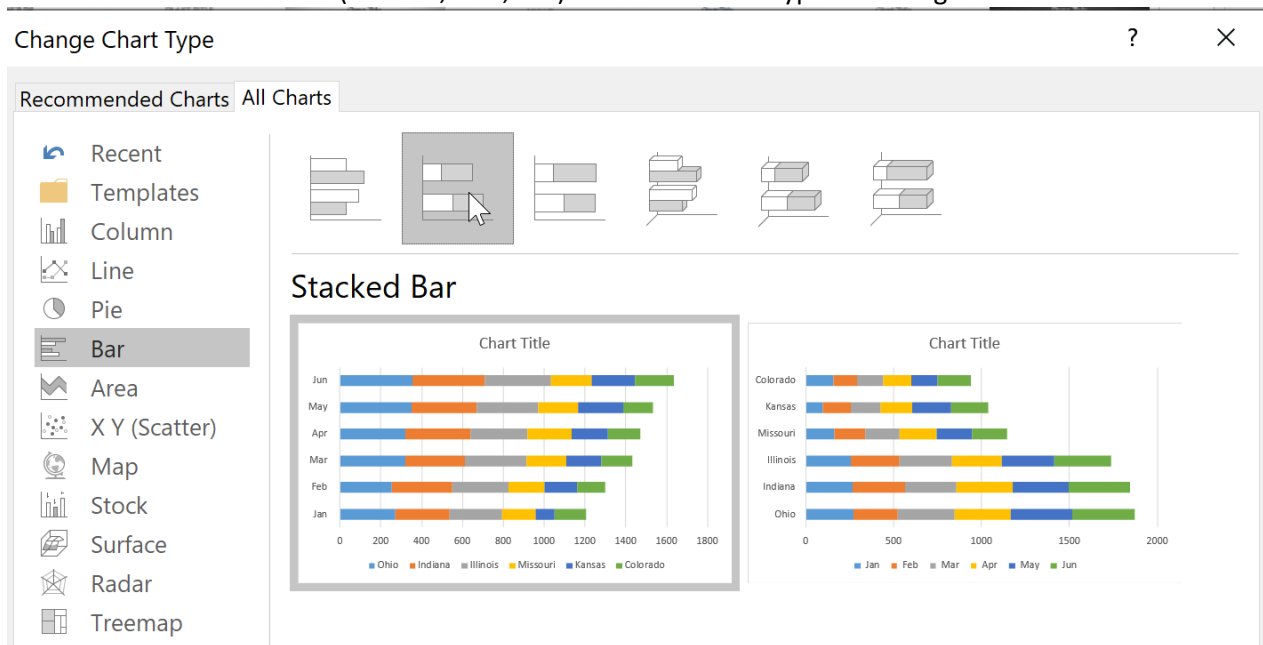 Change Chart Type ? ×
Recommended Charts All Charts
Recent
Templates
Column
Line
Pie
Bar
Area
X Y (Scatter)
Map
Stock
Surface
Radar
Treemap
Stacked Bar
Chart Title
Jun
May
Apr
Mar
Feb
Jan
0 200 400 600 800 1000 1200 1400 1600 1800
Ohio Indiana Illinois Missouri Kansas Colorado
Chart Title
Colorado
Kansas
Missouri
Illinois
Indiana
Ohio
0 500 1000 1500 2000
Jan Feb Mar Apr May Jun